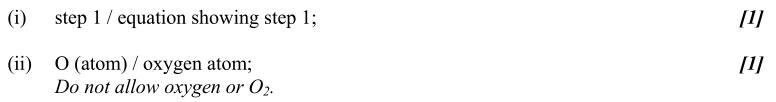 (i) step 1 / equation showing step 1; [1]
(ii) O (atom) / oxygen atom; [1]
Do not allow oxygen or O₂.